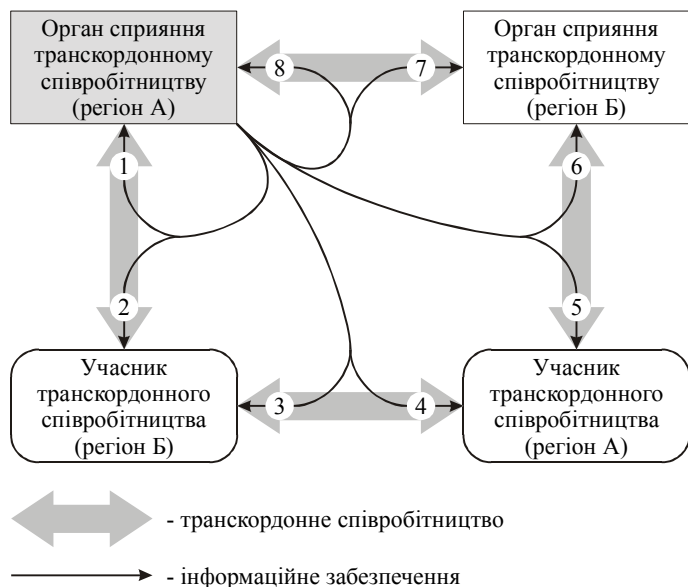 Орган сприяння
транскордонному
співробітництву
(регіон А)
Орган сприяння
транскордонному
співробітництву
(регіон Б)
8
7
1
6
2
5
Учасник
транскордонного
співробітництва
(регіон Б)
3
4
Учасник
транскордонного
співробітництва
(регіон А)
- транскордонне співробітництво
- інформаційне забезпечення